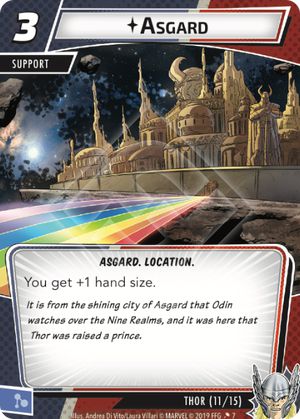 3
ASGARD
SUPPORT
ASGARD. LOCATION.
You get +1 hand size.
It is from the shining city of Asgard that Odin
watches over the Nine Realms, and it was here that
Thor was raised a prince.
THOR (11/15)
Illus. Andrea Di Vito/Laura Villari © MARVEL © 2019 FFG 7